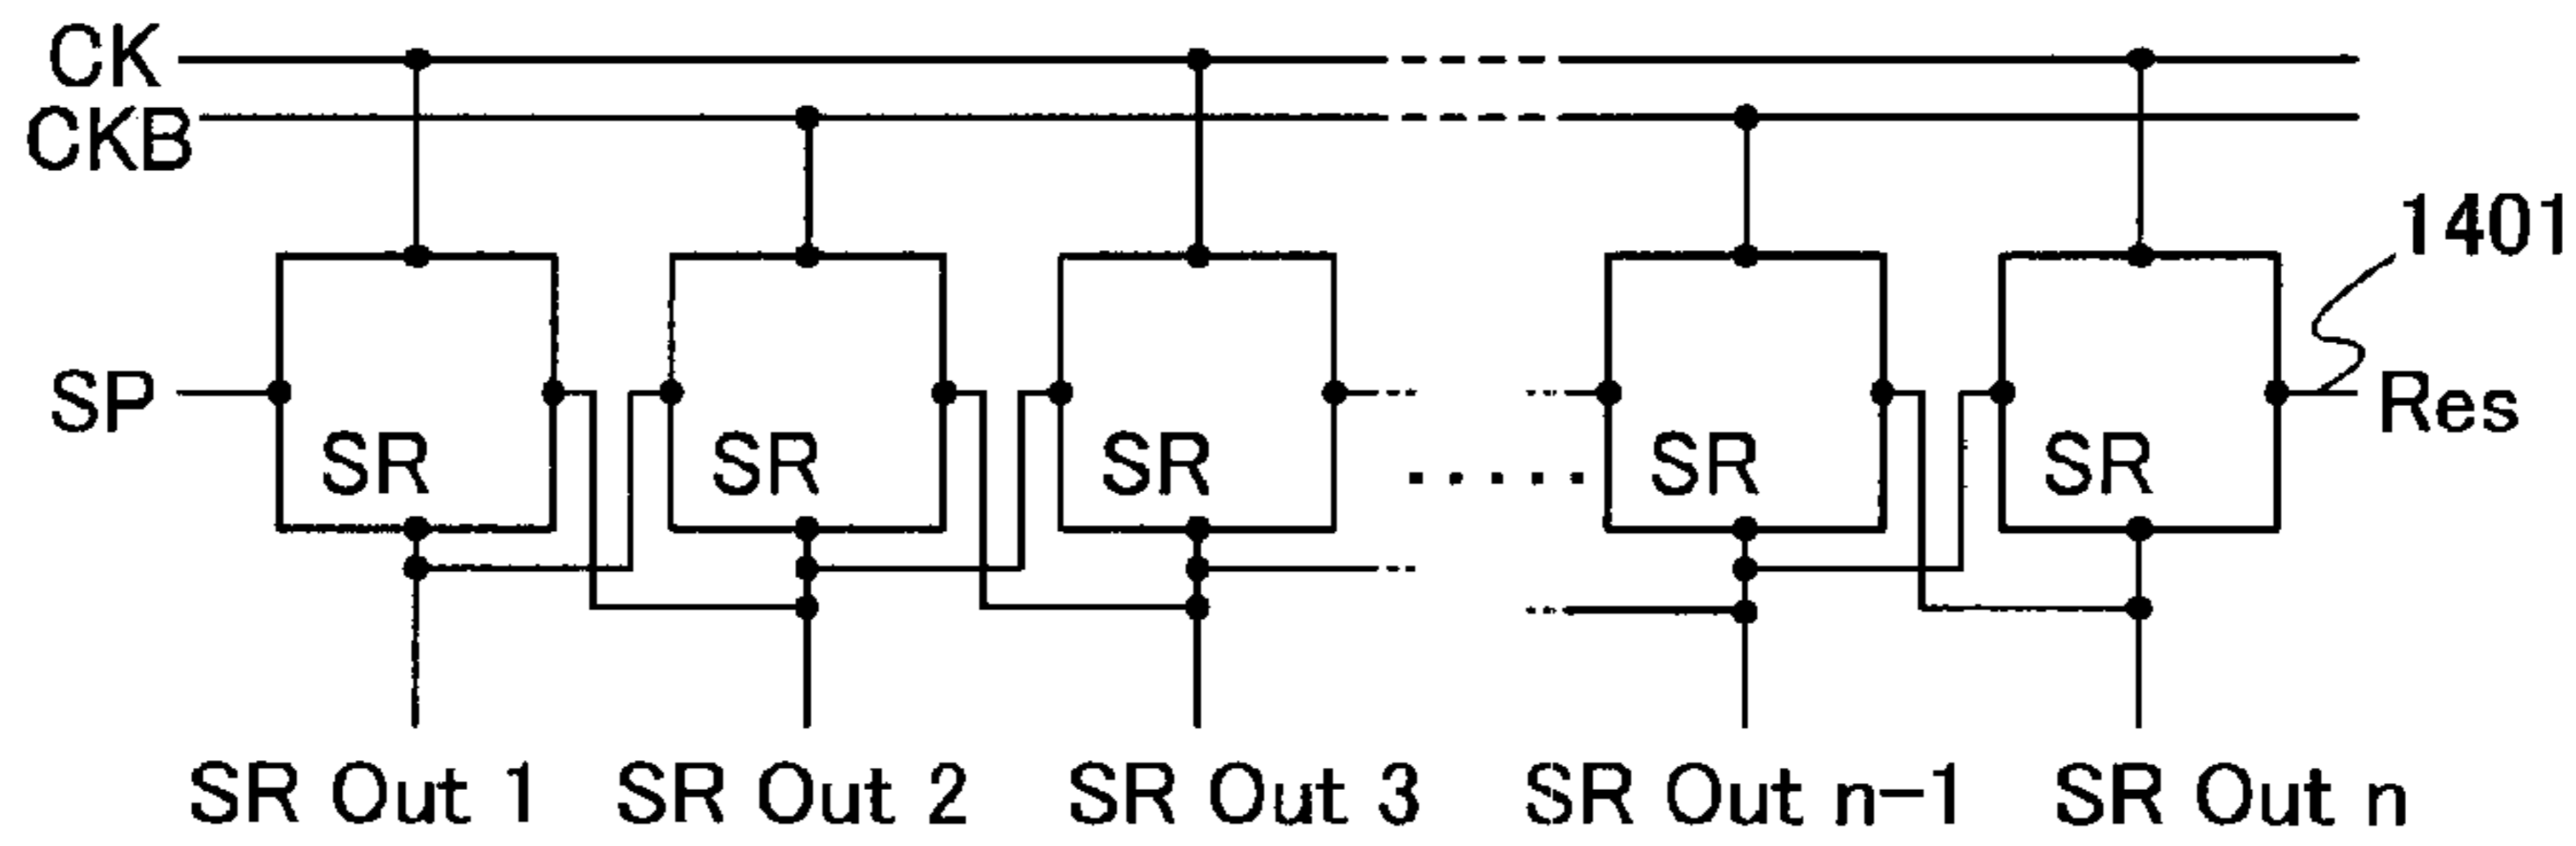 CK
CKB
1401
SP
Res
SR SR SR SR SR
SR Out 1 SR Out 2 SR Out 3 SR Out n-1 SR Out n